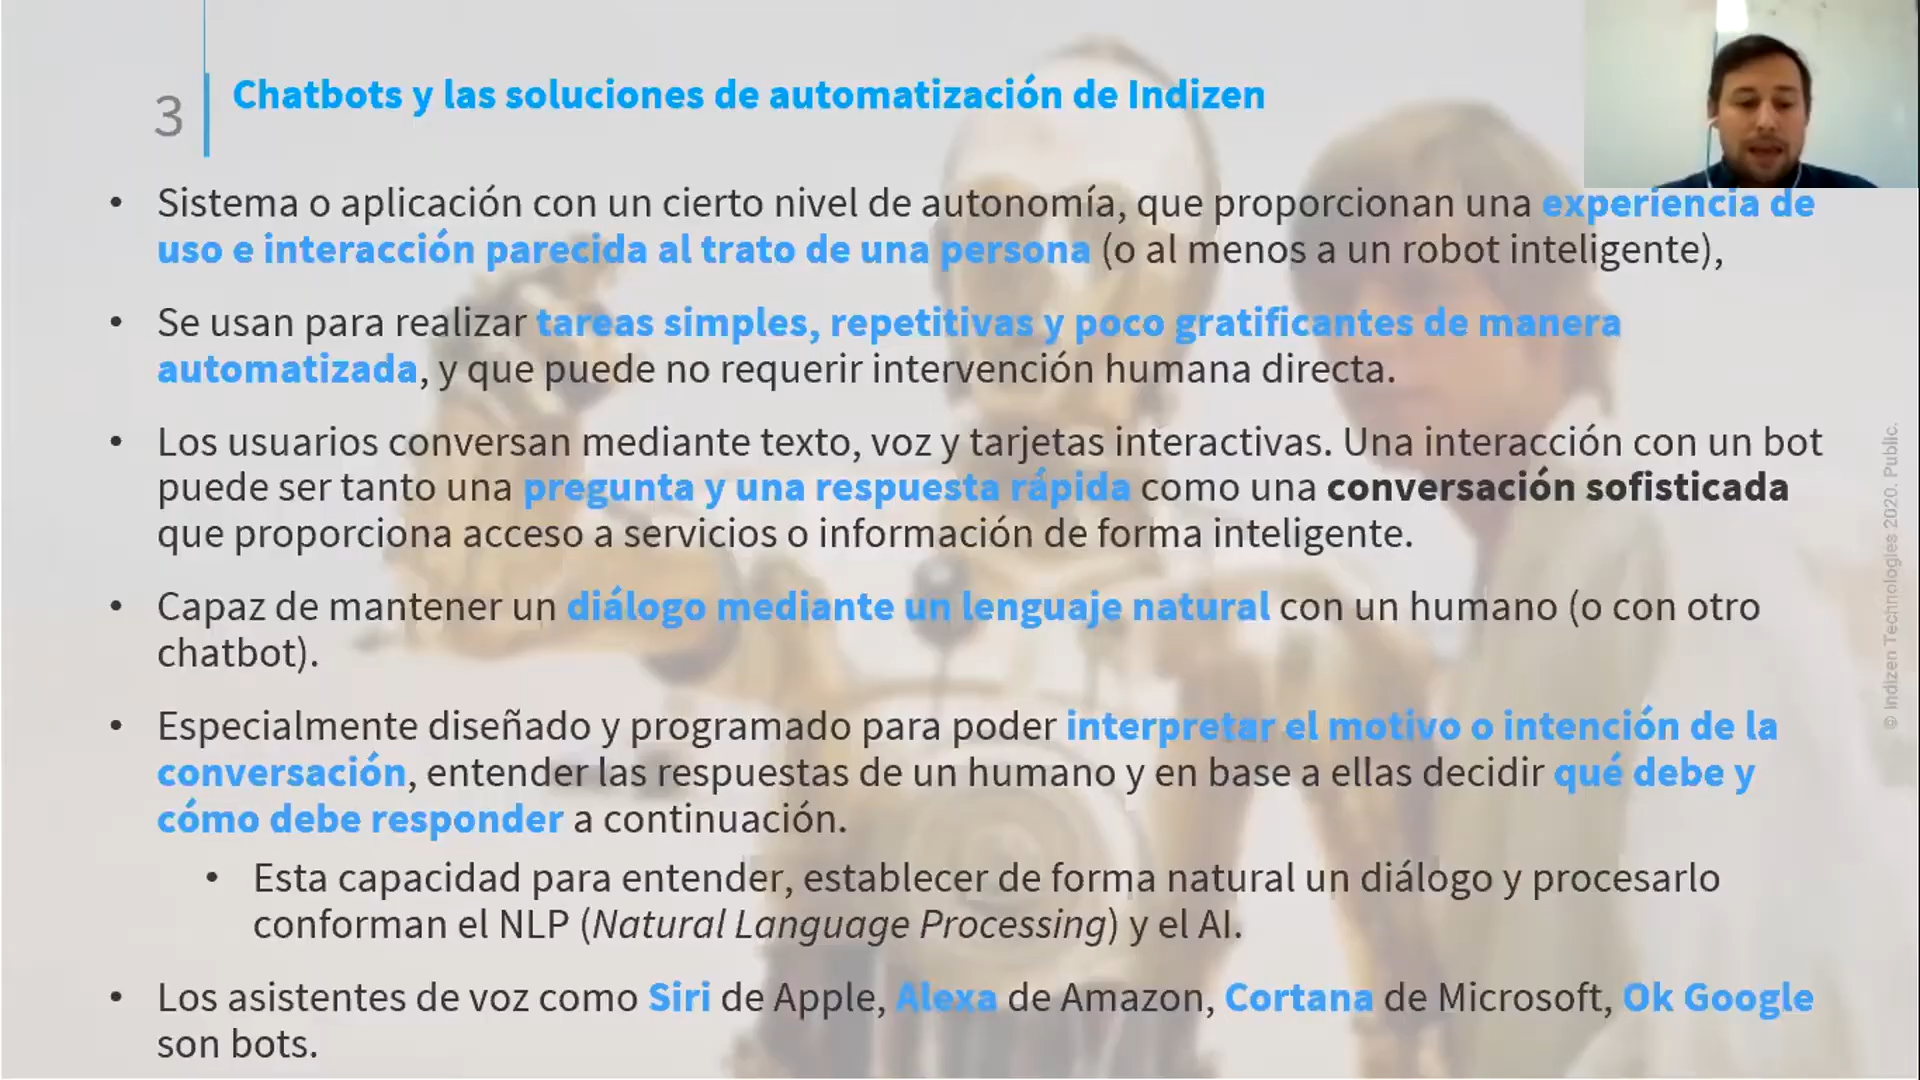 3
Chatbots y las soluciones de automatización de Indizen
• Sistema o aplicación con un cierto nivel de autonomía, que proporcionan una experiencia de
uso e interacción parecida al trato de una persona (o al menos a un robot inteligente),
• Se usan para realizar tareas simples, repetitivas y poco gratificantes de manera
automatizada, y que puede no requerir intervención humana directa.
• Los usuarios conversan mediante texto, voz y tarjetas interactivas. Una interacción con un bot
puede ser tanto una pregunta y una respuesta rápida como una conversación sofisticada
que proporciona acceso a servicios o información de forma inteligente.
• Capaz de mantener un diálogo mediante un lenguaje natural con un humano (o con otro
chatbot).
• Especialmente diseñado y programado para poder interpretar el motivo o intención de la
conversación, entender las respuestas de un humano y en base a ellas decidir qué debe y
cómo debe responder a continuación.
• Esta capacidad para entender, establecer de forma natural un diálogo y procesarlo
conforman el NLP (Natural Language Processing) y el AI.
• Los asistentes de voz como Siri de Apple, Alexa de Amazon, Cortana de Microsoft, Ok Google
son bots.
© Indizen Technologies 2020. Public.